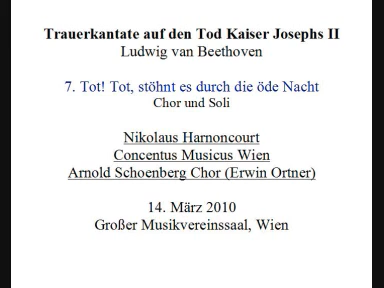 Trauerkantate auf den Tod Kaiser Josephs II
Ludwig van Beethoven
7. Tot! Tot, stöhnt es durch die öde Nacht
Chor und Soli
Nikolaus Harnoncourt
Concentus Musicus Wien
Arnold Schoenberg Chor (Erwin Ortner)
14. März 2010
Großer Musikvereinssaal, Wien